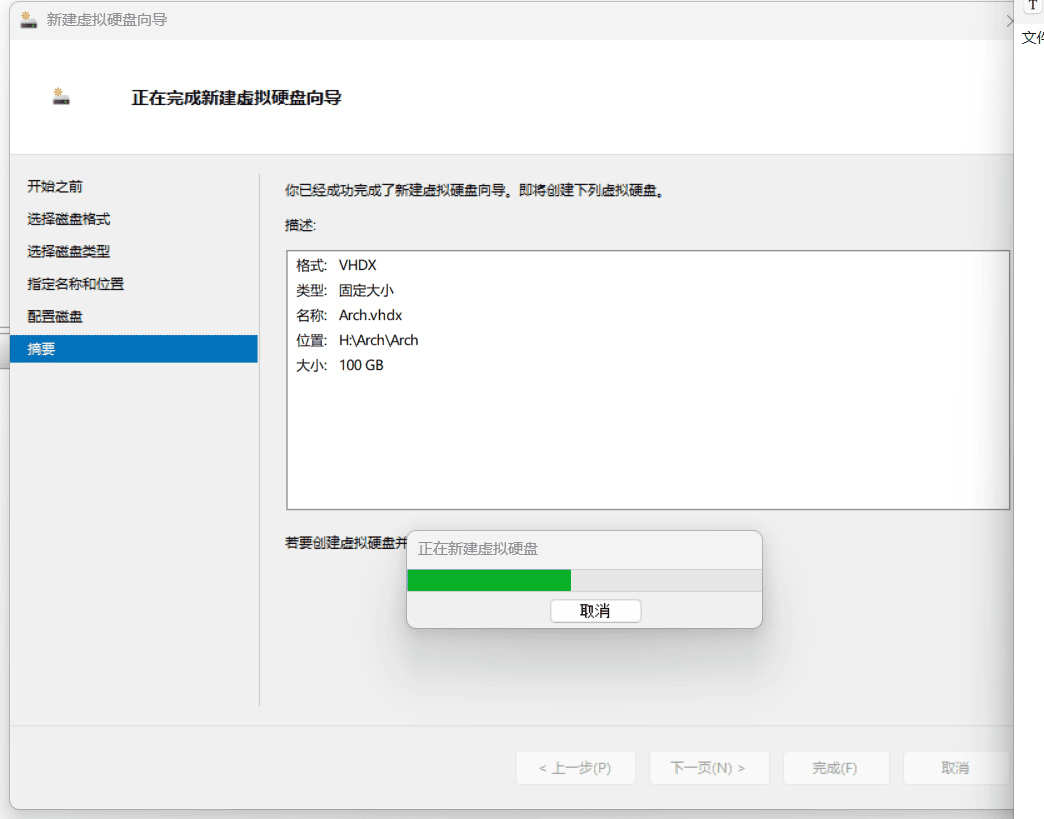 新建虚拟硬盘向导
T
文件
正在完成新建虚拟硬盘向导
开始之前
选择磁盘格式
选择磁盘类型
指定名称和位置
配置磁盘
摘要
你已经成功完成了新建虚拟硬盘向导。即将创建下列虚拟硬盘。
描述:
格式: VHDX
类型: 固定大小
名称: Arch.vhdx
位置: H:\Arch\Arch
大小: 100 GB
若要创建虚拟硬盘并
正在新建虚拟硬盘
取消
< 上一步(P)
下一页(N) >
完成(F)
取消